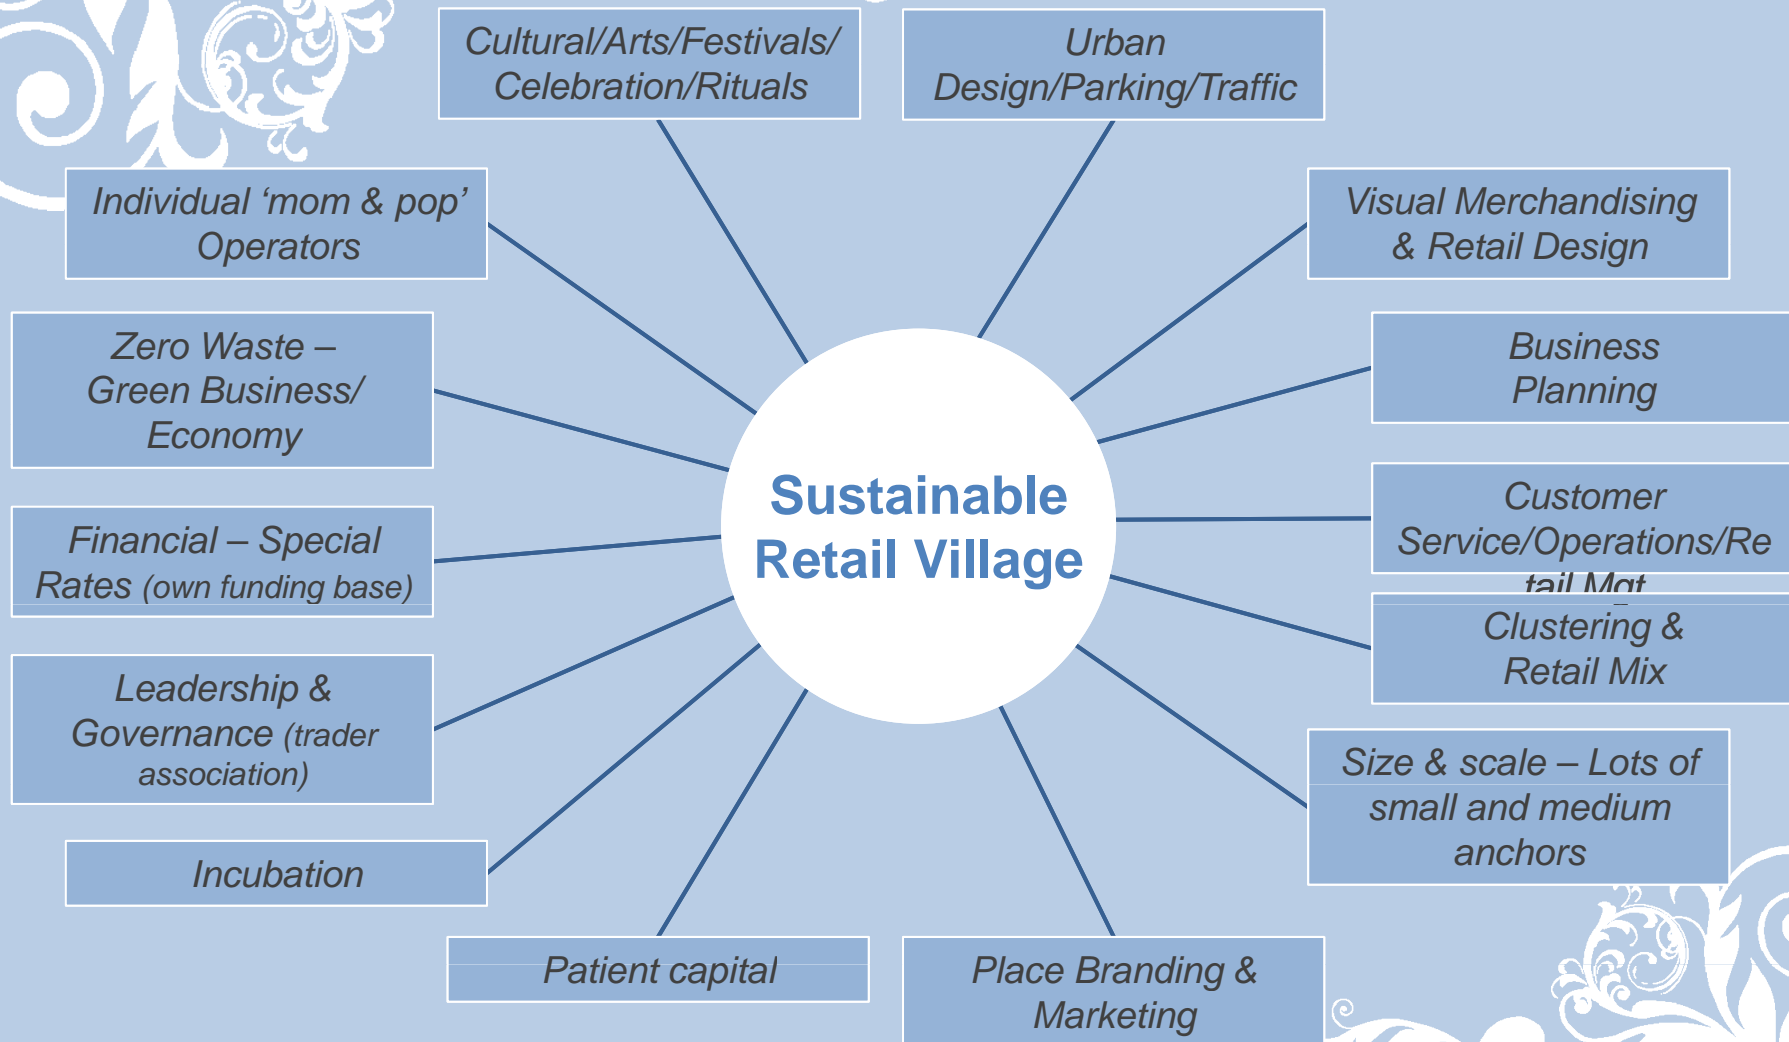 Cultural/Arts/Festivals/
Celebration/Rituals
Urban
Design/Parking/Traffic
Individual ‘mom & pop’
Operators
Visual Merchandising
& Retail Design
Zero Waste –
Green Business/
Economy
Business
Planning
Sustainable
Retail Village
Customer
Service/Operations/Re
tail Mgt
Financial – Special
Rates (own funding base)
Clustering &
Retail Mix
Leadership &
Governance (trader
association)
Size & scale – Lots of
small and medium
anchors
Incubation
Patient capital
Place Branding &
Marketing